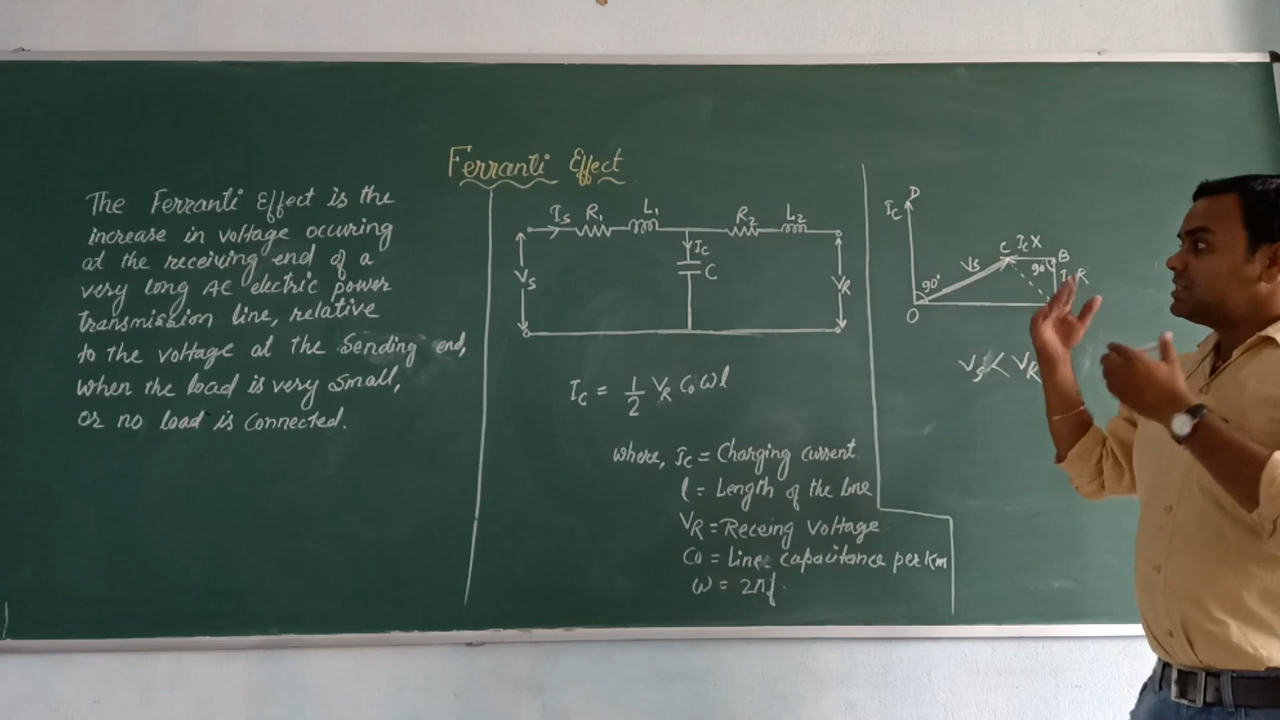 Ferranti Effect
The Ferranti Effect is the
increase in voltage occuring
at the receiving end of a
very long AC electric power
transmission line, relative
to the voltage at the Sending end,
when the load is very small,
or no load is connected.
Is R1 L1 R2 L2
Ic
C
Vs VR
Ic = 1/2 VR Co ω l
where, Ic = Charging current
l = Length of the line
VR = Receing voltage
Co = Line capacitance per Km
ω = 2πf.
D
Ic
C Ic X B
Vs 90°
90°
O
Vs < VR